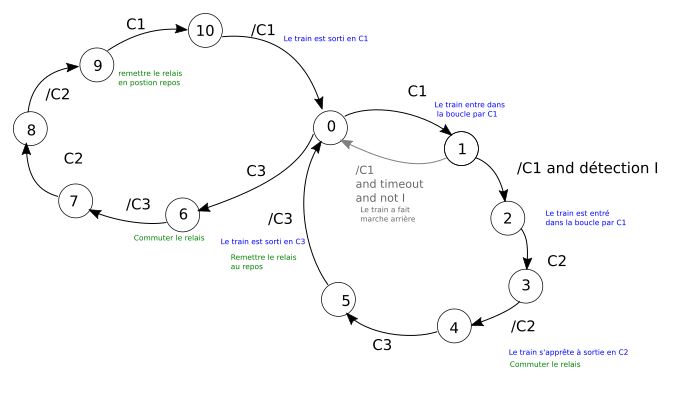 C1
10
/C1
Le train est sorti en C1
9
remettre le relais
en postion repos
/C2
8
C2
7
/C3
6
Commuter le relais
C3
0
C1
Le train entre dans
la boucle par C1
1
/C1
and timeout
and not I
Le train a fait
marche arrière
/C1 and détection I
2
Le train est entré
dans la boucle par C1
C2
3
/C2
Le train s'apprête à sortie en C2
Commuter le relais
4
C3
5
/C3
Le train est sorti en C3
Remettre le relais
au repos